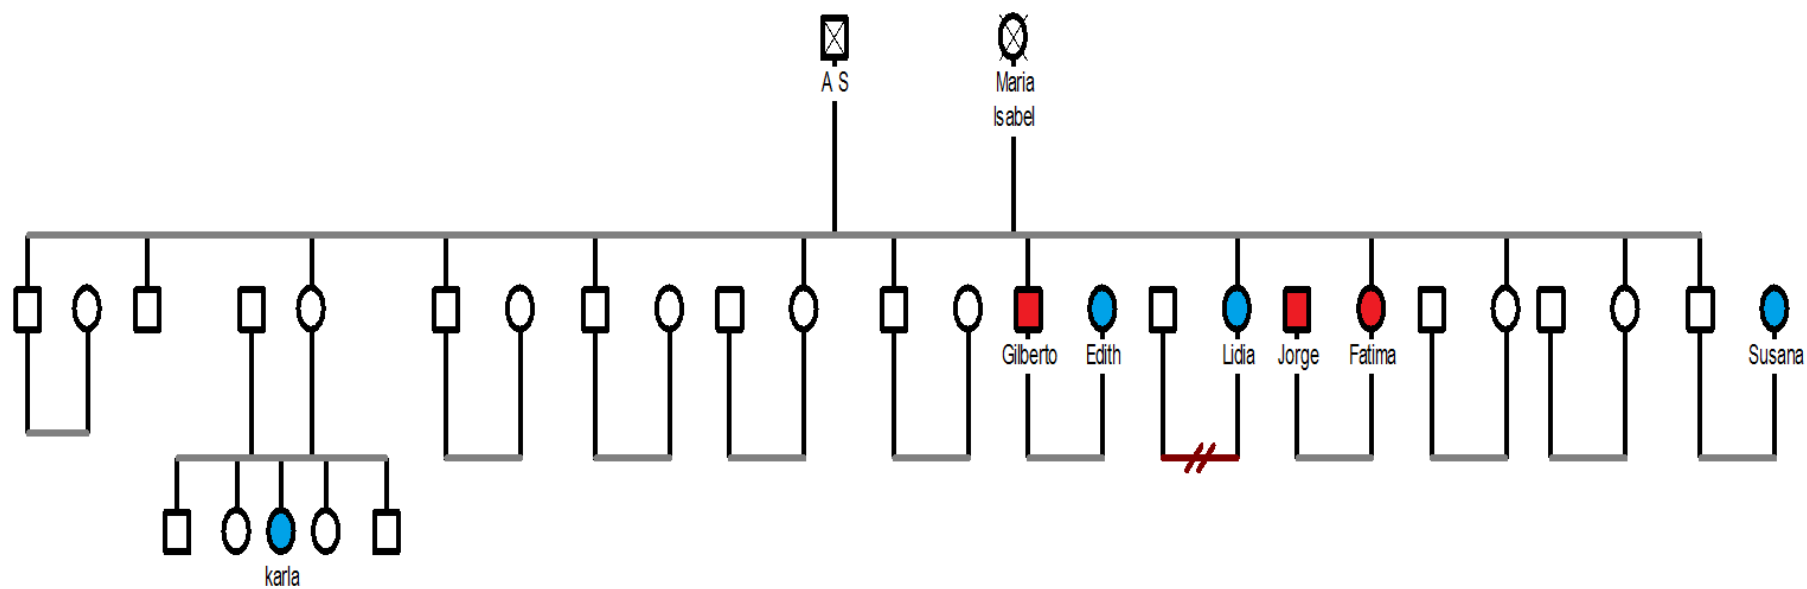 A S
Maria
Isabel
Gilberto
Edith
Lidia
Jorge
Fatima
Susana
karla